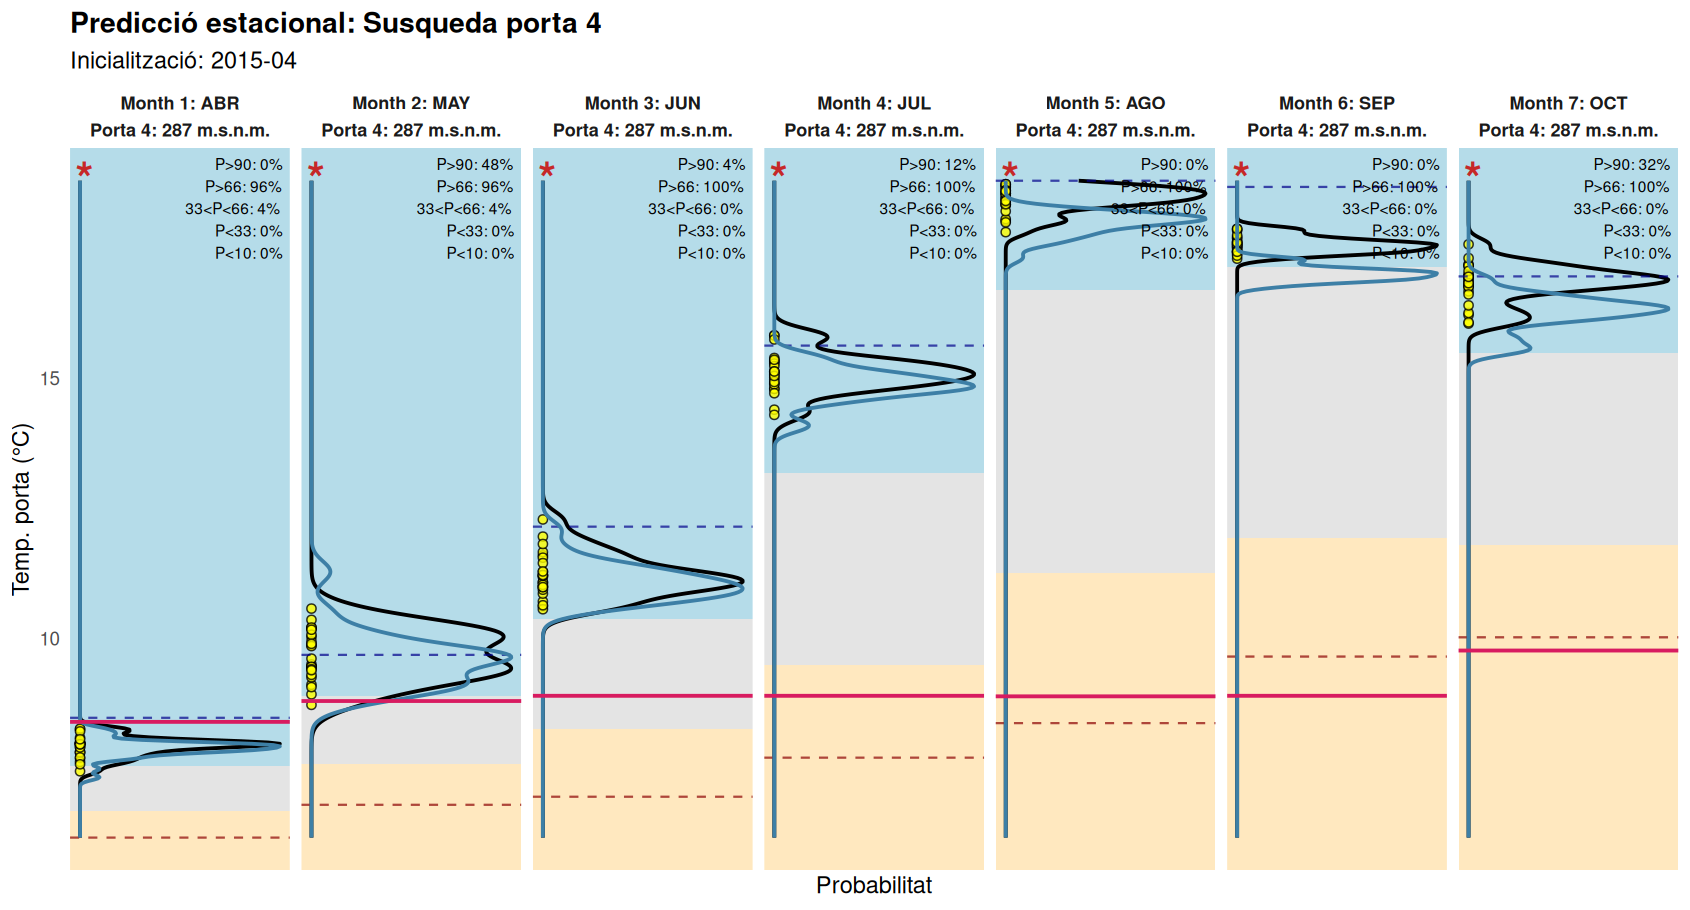 Predicció estacional: Susqueda porta 4
Inicialització: 2015-04
Month 1: ABR
Porta 4: 287 m.s.n.m.
Month 2: MAY
Porta 4: 287 m.s.n.m.
Month 3: JUN
Porta 4: 287 m.s.n.m.
Month 4: JUL
Porta 4: 287 m.s.n.m.
Month 5: AGO
Porta 4: 287 m.s.n.m.
Month 6: SEP
Porta 4: 287 m.s.n.m.
Month 7: OCT
Porta 4: 287 m.s.n.m.
*
P>90: 0%
P>66: 96%
33<P<66: 4%
P<33: 0%
P<10: 0%
*
P>90: 48%
P>66: 96%
33<P<66: 4%
P<33: 0%
P<10: 0%
*
P>90: 4%
P>66: 100%
33<P<66: 0%
P<33: 0%
P<10: 0%
*
P>90: 12%
P>66: 100%
33<P<66: 0%
P<33: 0%
P<10: 0%
*
P>90: 0%
P>66: 100%
33<P<66: 0%
P<33: 0%
P<10: 0%
*
P>90: 0%
P>66: 100%
33<P<66: 0%
P<33: 0%
P<10: 0%
*
P>90: 32%
P>66: 100%
33<P<66: 0%
P<33: 0%
P<10: 0%
15
10
Temp. porta (°C)
Probabilitat